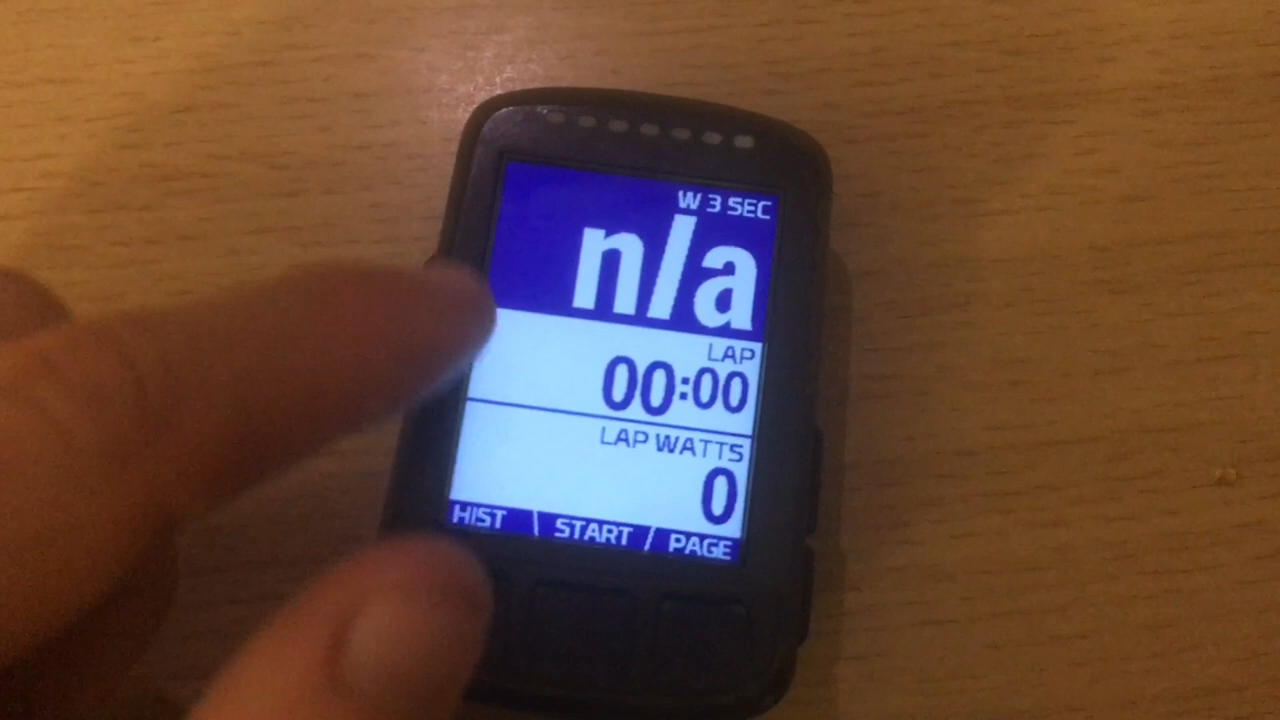 W 3 SEC
n/a
LAP
00:00
LAP WATTS
0
HIST START PAGE